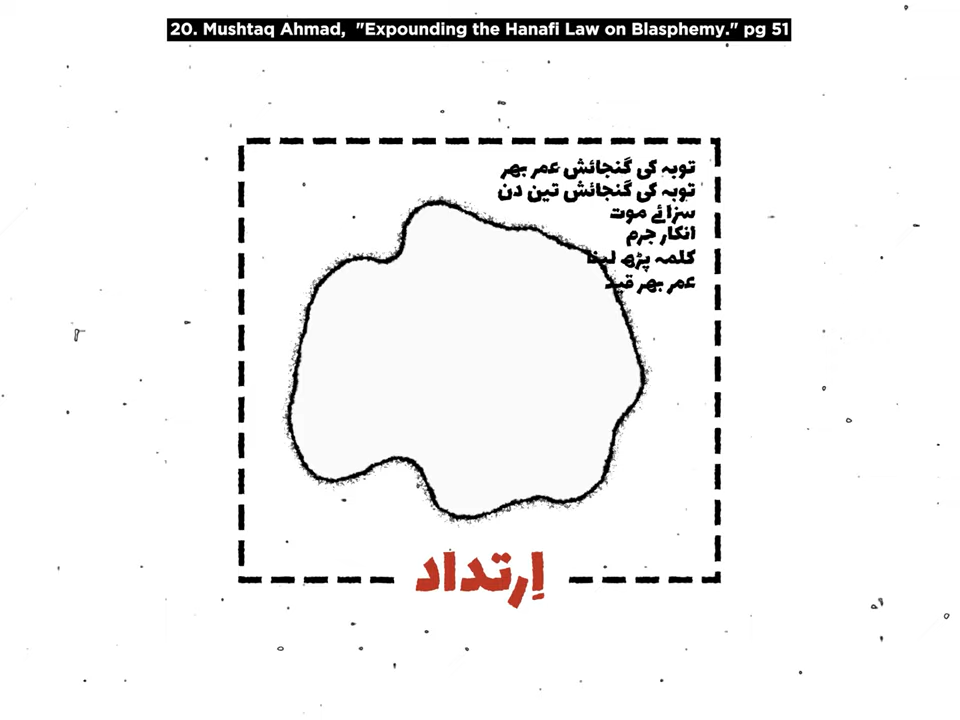 20. Mushtaq Ahmad, "Expounding the Hanafi Law on Blasphemy." pg 51
توبہ کی گنجائش عمر بھر
توبہ کی گنجائش تین دن
سزائے موت
انکار جرم
کلمہ پڑھ لینا
عمر بھر قید
اِرتداد